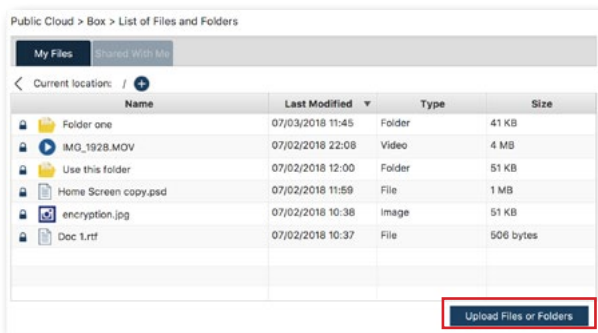 Public Cloud > Box > List of Files and Folders
My Files Shared With Me
Current location: /
Name Last Modified Type Size
Folder one 07/03/2018 11:45 Folder 41 KB
IMG_1928.MOV 07/02/2018 22:08 Video 4 MB
Use this folder 07/02/2018 12:00 Folder 51 KB
Home Screen copy.psd 07/02/2018 11:59 File 1 MB
encryption.jpg 07/02/2018 10:38 Image 51 KB
Doc 1.rtf 07/02/2018 10:37 File 506 bytes
Upload Files or Folders